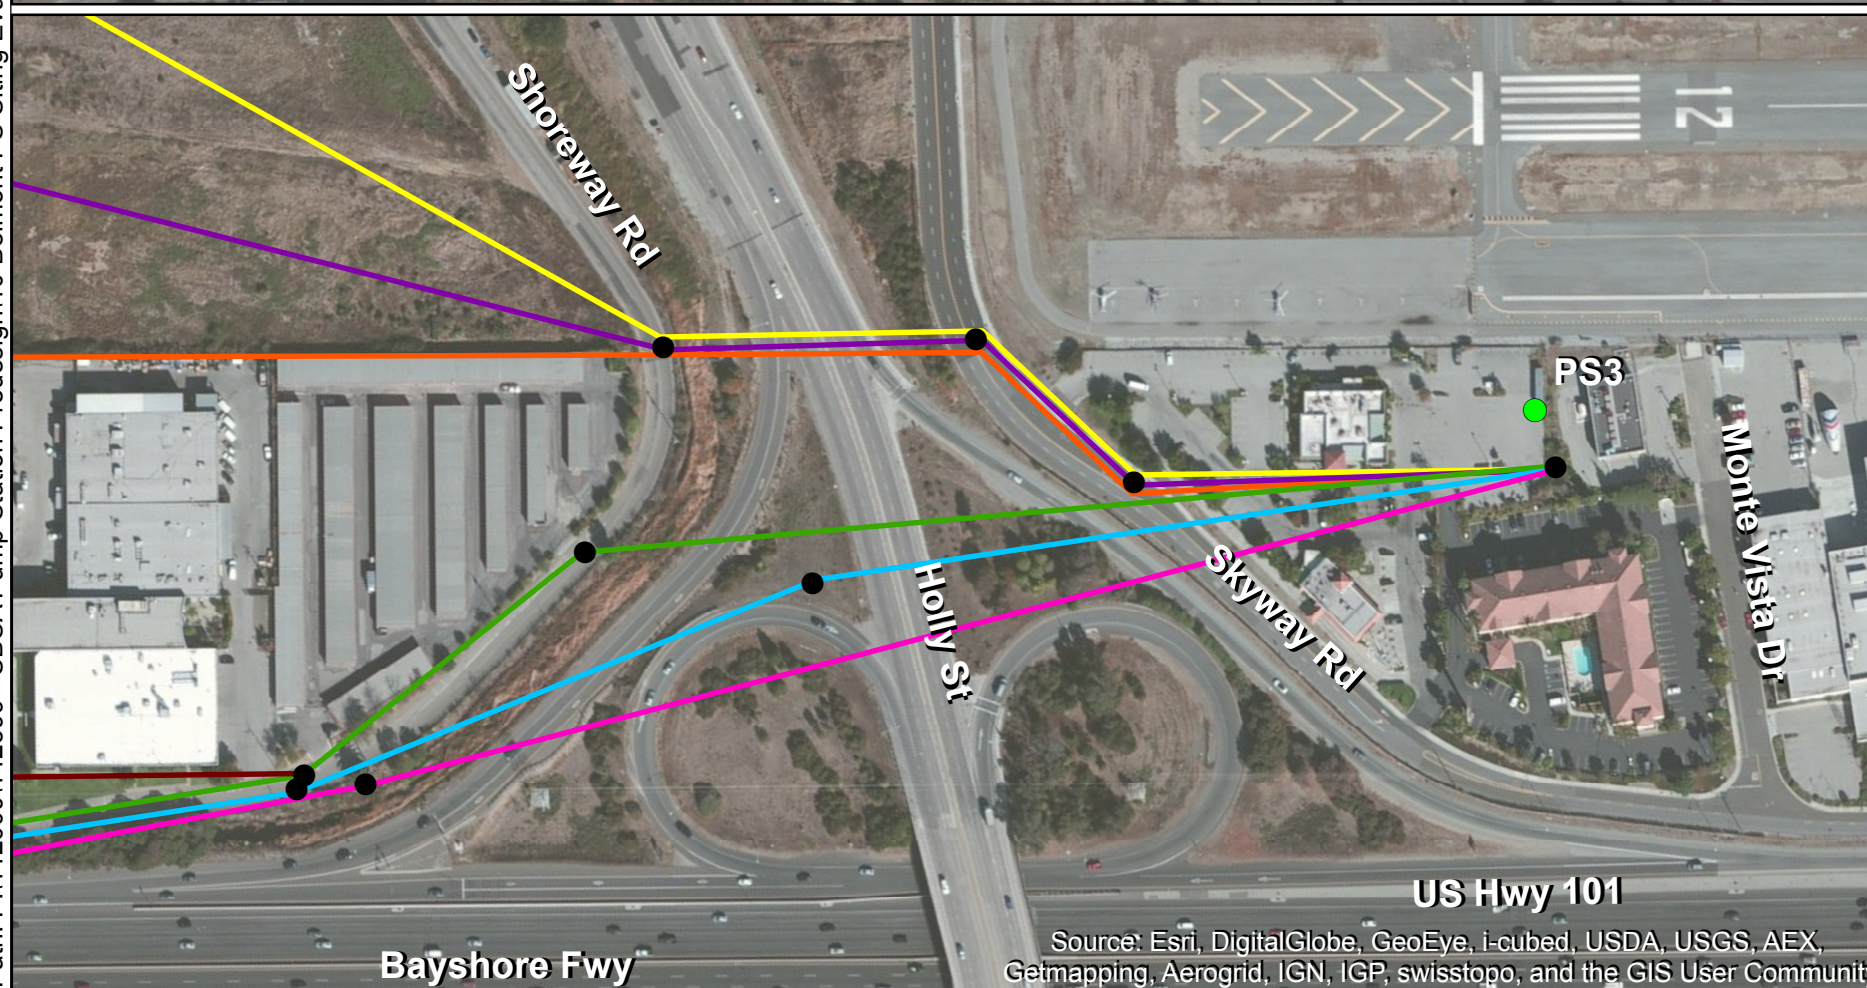 Shoreway Rd
12
PS3
Monte Vista Dr
Holly St
Skyway Rd
US Hwy 101
Bayshore Fwy
Source: Esri, DigitalGlobe, GeoEye, i-cubed, USDA, USGS, AEX,
Getmapping, Aerogrid, IGN, IGP, swisstopo, and the GIS User Communit